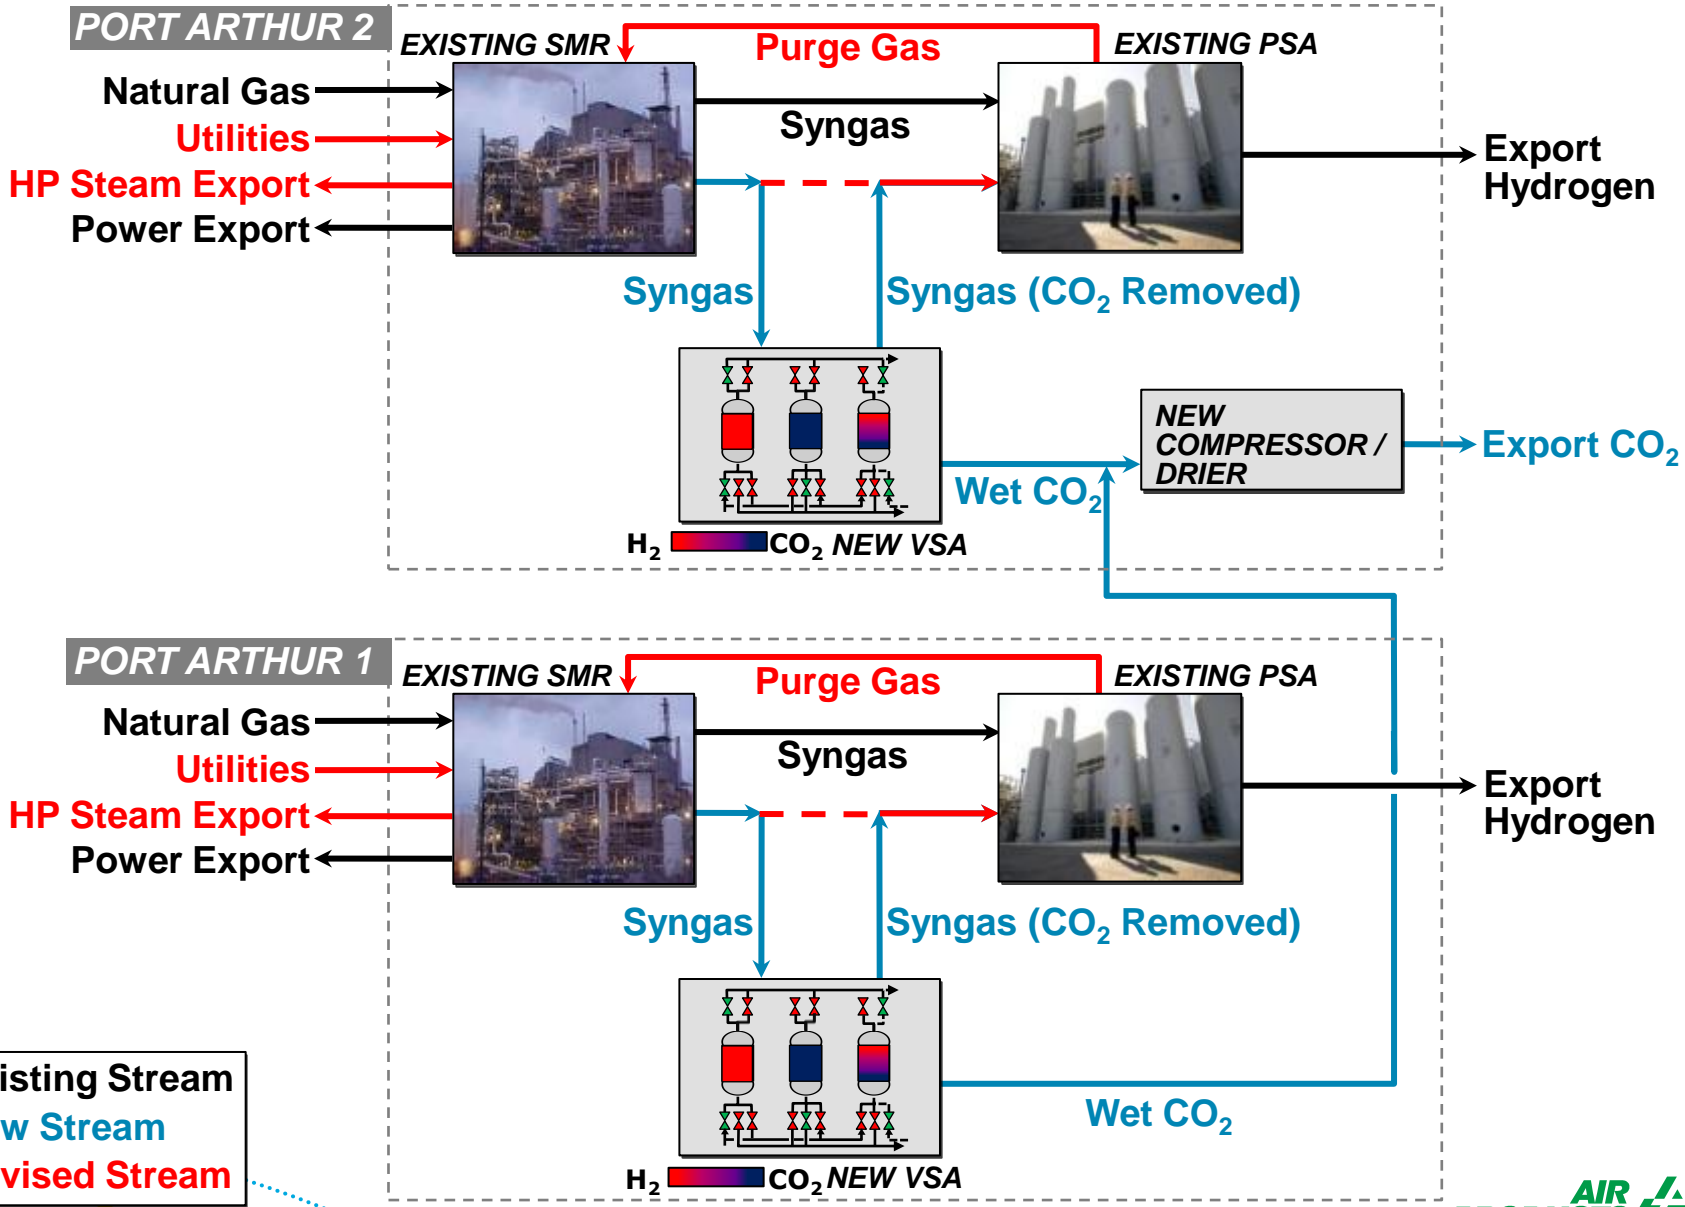 PORT ARTHUR 2
EXISTING SMR
Purge Gas
EXISTING PSA
Natural Gas
Utilities
HP Steam Export
Power Export
Syngas
Export
Hydrogen
Syngas
Syngas (CO₂ Removed)
NEW
COMPRESSOR /
DRIER
Export CO₂
Wet CO₂
H₂ CO₂ NEW VSA
PORT ARTHUR 1
EXISTING SMR
Purge Gas
EXISTING PSA
Natural Gas
Utilities
HP Steam Export
Power Export
Syngas
Export
Hydrogen
Syngas
Syngas (CO₂ Removed)
Wet CO₂
H₂ CO₂ NEW VSA
isting Stream
w Stream
vised Stream
AIR